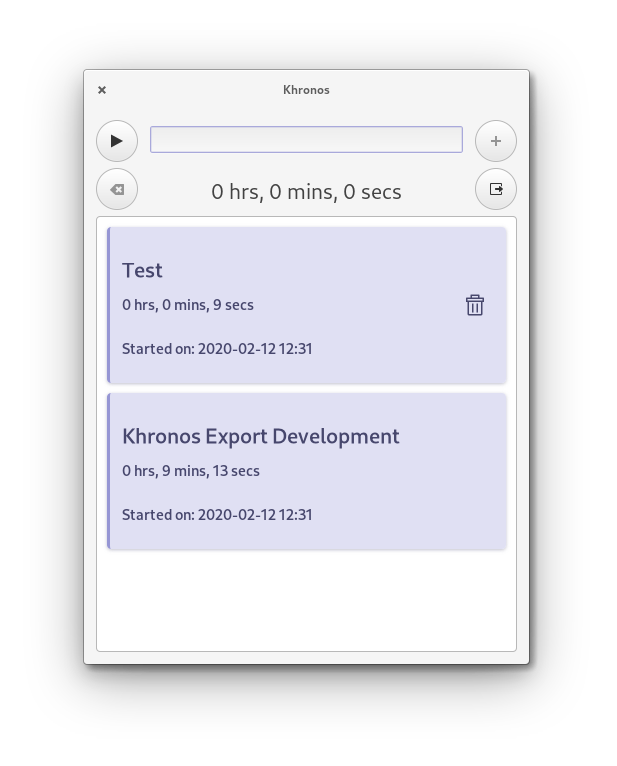 Khronos
0 hrs, 0 mins, 0 secs
Test
0 hrs, 0 mins, 9 secs
Started on: 2020-02-12 12:31
Khronos Export Development
0 hrs, 9 mins, 13 secs
Started on: 2020-02-12 12:31